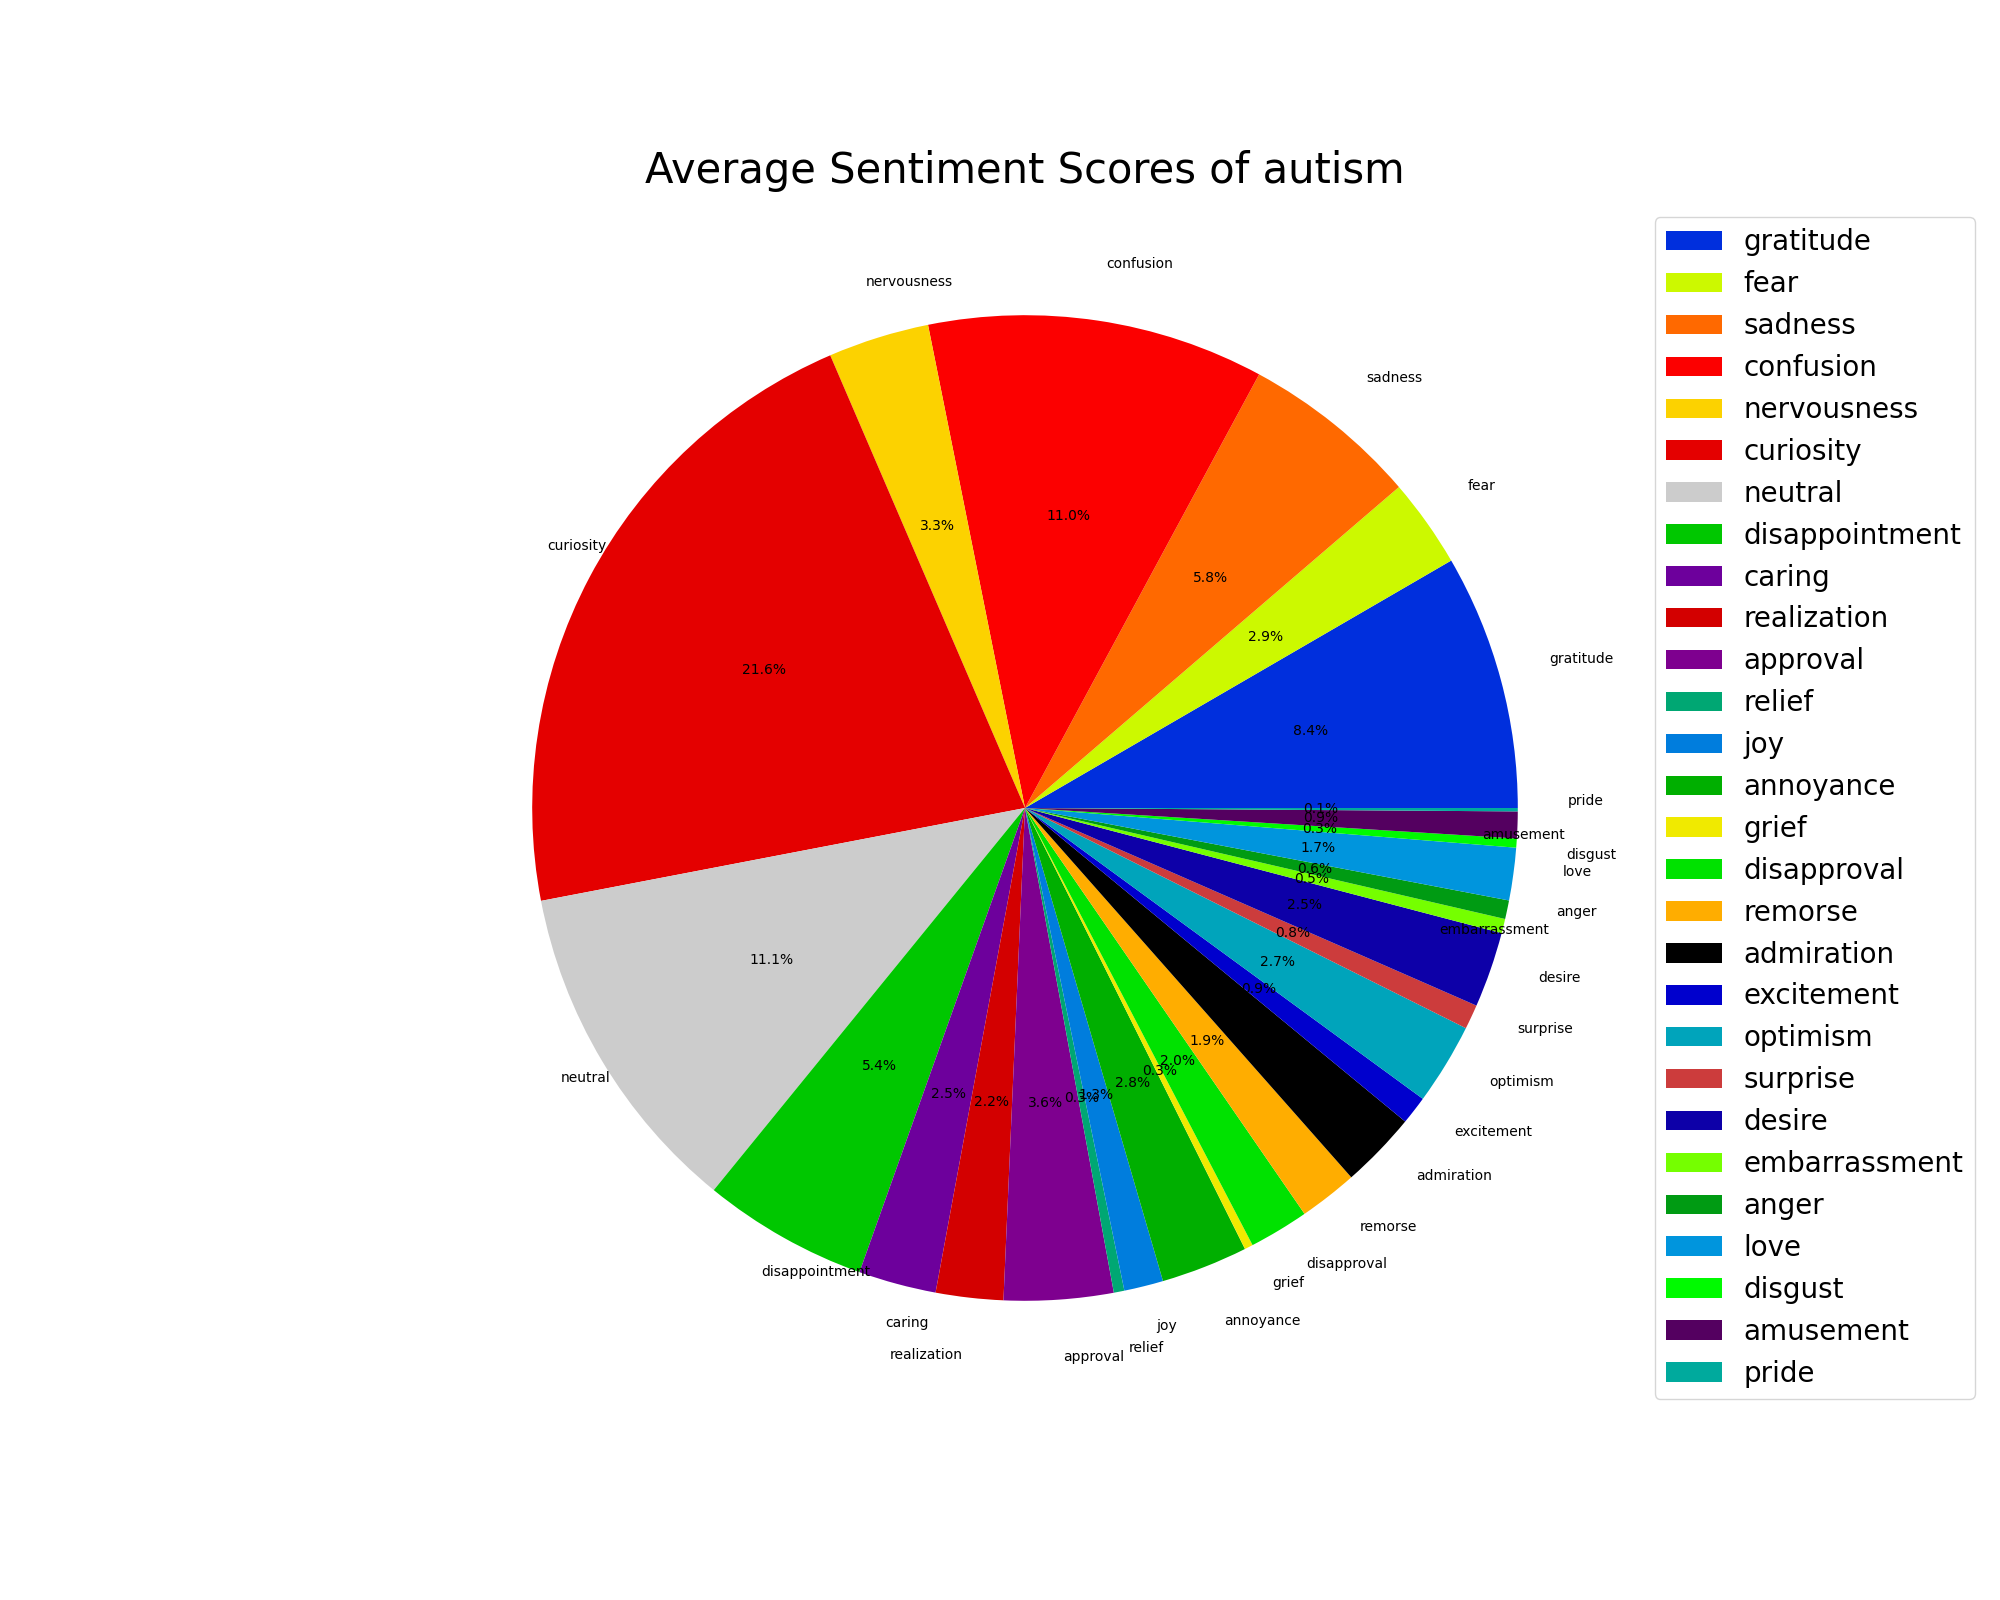 Average Sentiment Scores of autism
confusion
nervousness
sadness
fear
curiosity
gratitude
pride
amusement
disgust
love
anger
embarrassment
desire
surprise
optimism
neutral
excitement
admiration
remorse
disapproval
disappointment
grief
annoyance
caring
joy
relief
realization
approval
11.0%
3.3%
5.8%
2.9%
21.6%
8.4%
0.1%
0.9%
0.3%
1.7%
0.6%
0.5%
2.5%
0.8%
2.7%
11.1%
0.9%
1.9%
2.0%
5.4%
0.3%
2.8%
2.5%
1.3%
0.3%
2.2%
3.6%
gratitude
fear
sadness
confusion
nervousness
curiosity
neutral
disappointment
caring
realization
approval
relief
joy
annoyance
grief
disapproval
remorse
admiration
excitement
optimism
surprise
desire
embarrassment
anger
love
disgust
amusement
pride